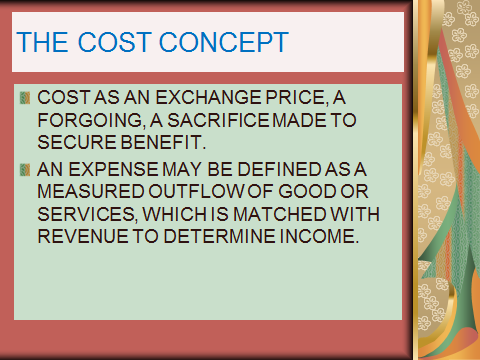 THE COST CONCEPT
COST AS AN EXCHANGE PRICE, A
FORGOING, A SACRIFICE MADE TO
SECURE BENEFIT.
AN EXPENSE MAY BE DEFINED AS A
MEASURED OUTFLOW OF GOOD OR
SERVICES, WHICH IS MATCHED WITH
REVENUE TO DETERMINE INCOME.